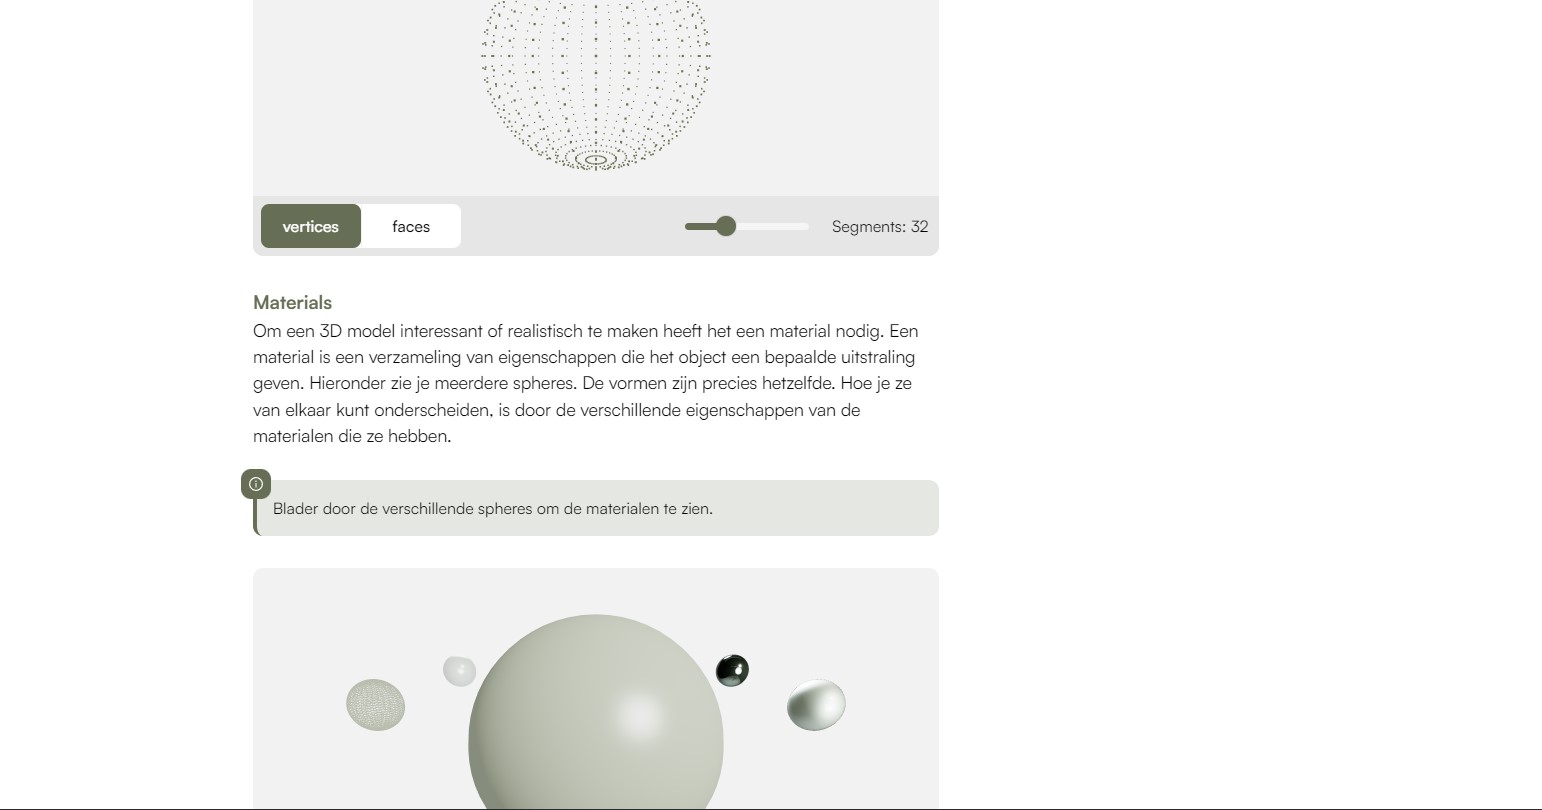 vertices faces Segments: 32
Materials
Om een 3D model interessant of realistisch te maken heeft het een material nodig. Een
material is een verzameling van eigenschappen die het object een bepaalde uitstraling
geven. Hieronder zie je meerdere spheres. De vormen zijn precies hetzelfde. Hoe je ze
van elkaar kunt onderscheiden, is door de verschillende eigenschappen van de
materialen die ze hebben.
Blader door de verschillende spheres om de materialen te zien.